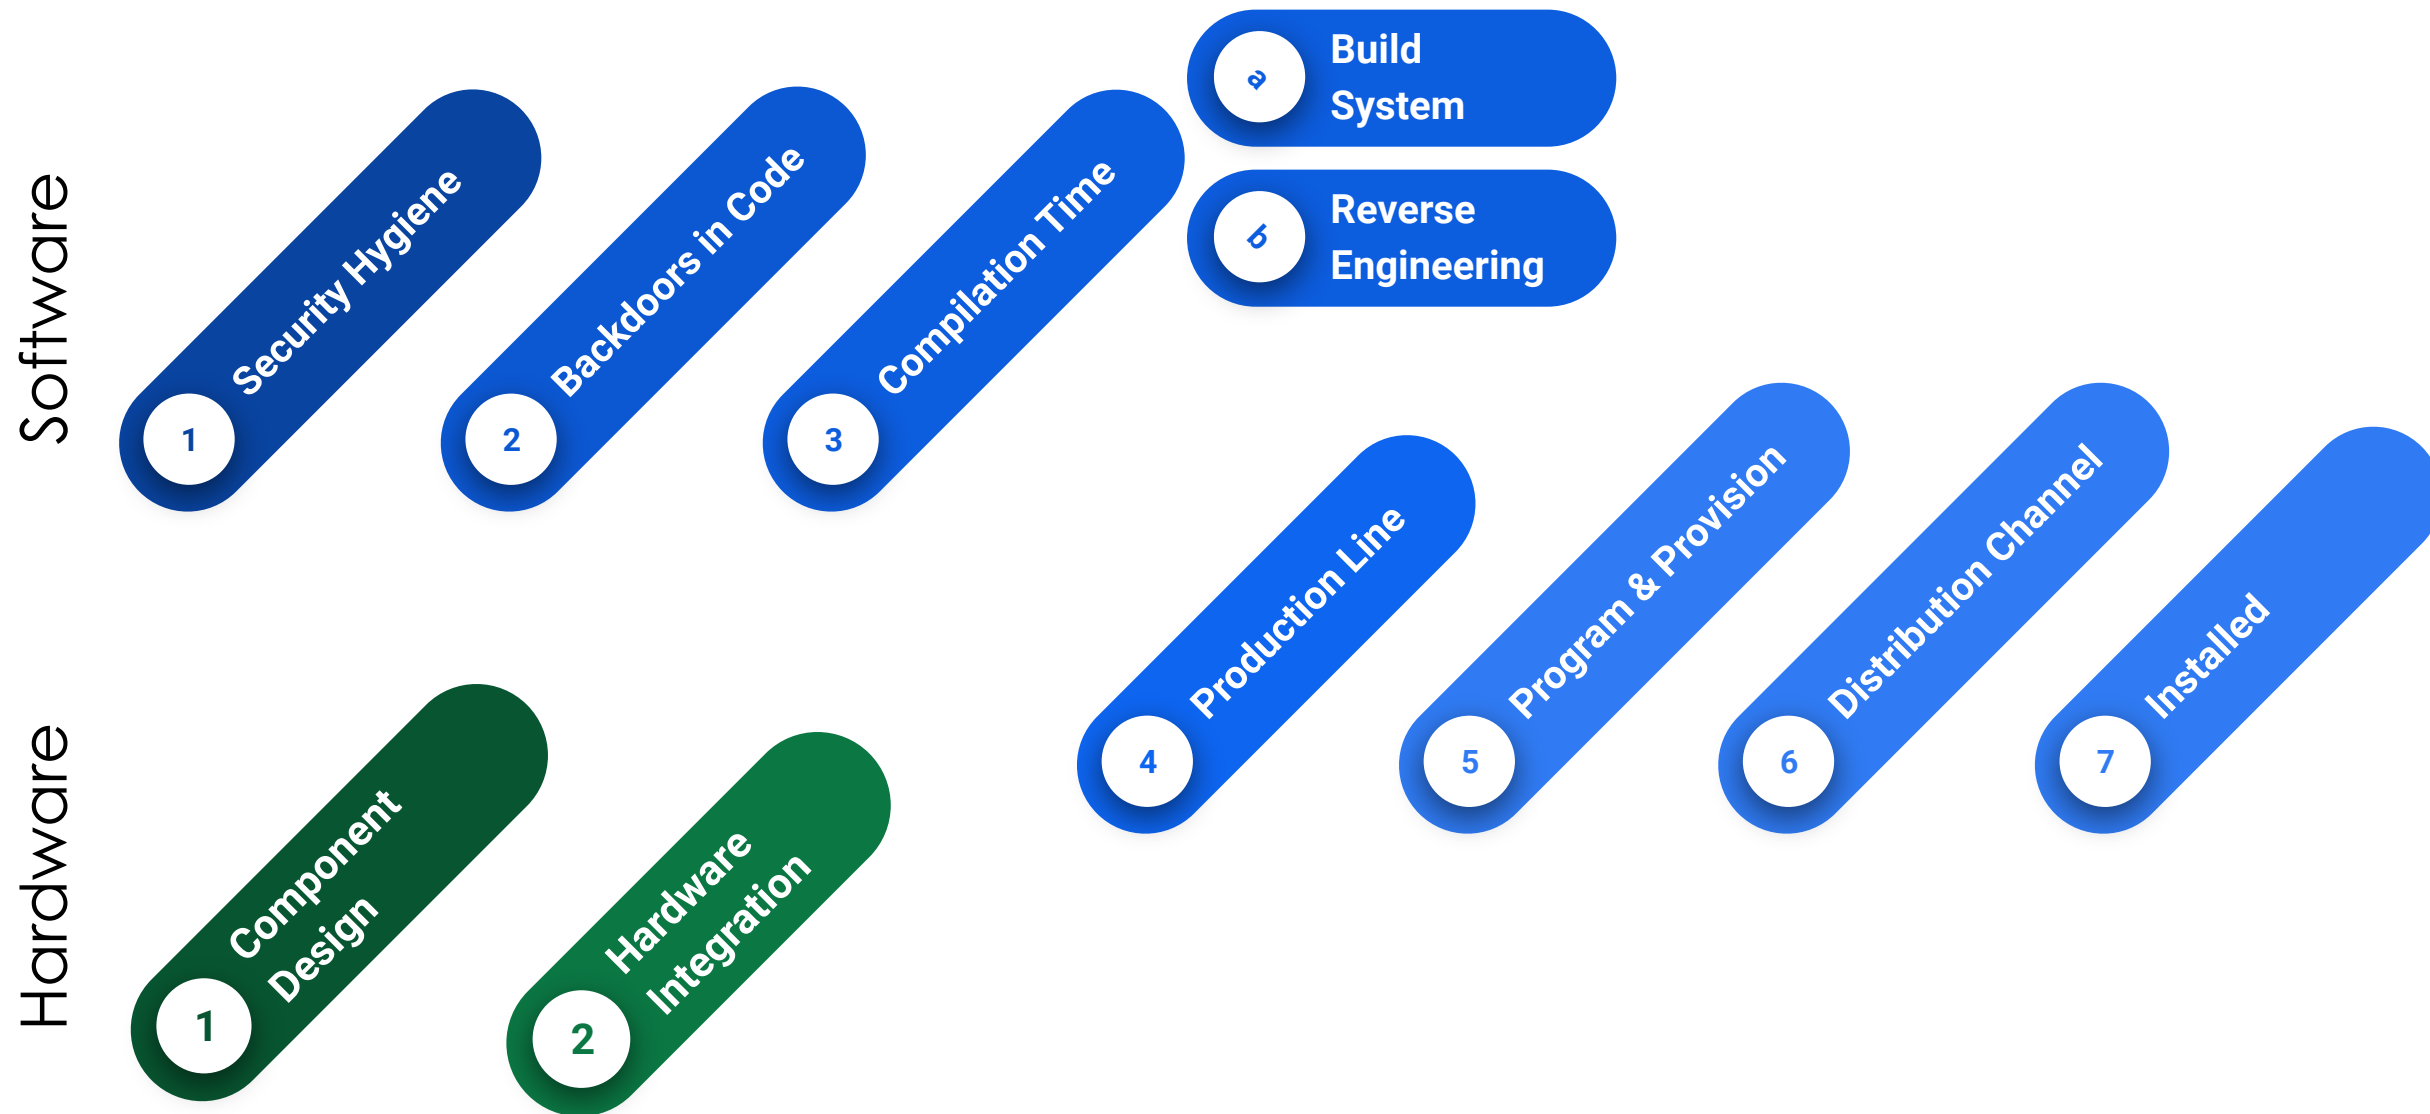 Software
1
Security Hygiene
2
Backdoors in Code
3
Compilation Time
a
Build
System
b
Reverse
Engineering
4
Production Line
5
Program & Provision
6
Distribution Channel
7
Installed
Hardware
1
Component
Design
2
Hardware
Integration